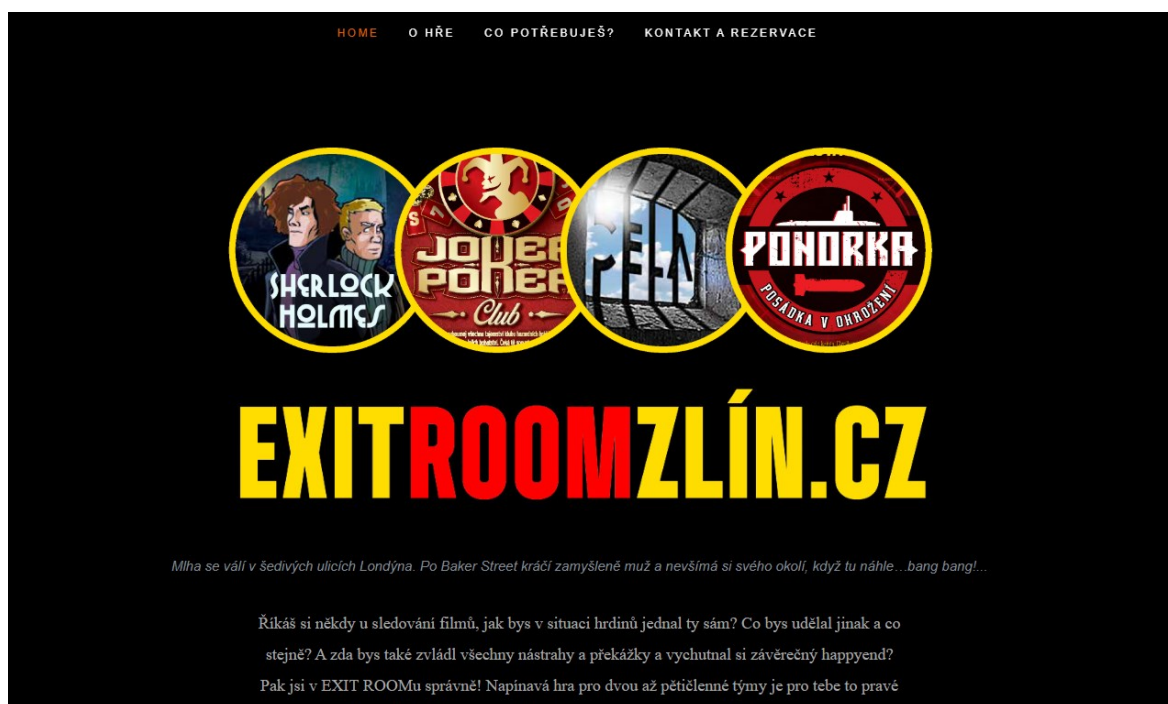 HOME O HŘE CO POTŘEBUJEŠ? KONTAKT A REZERVACE
SHERLOCK
HOLMES
JOKER
POKER
Club
CELA
PONORKA
POSÁDKA V OHROŽENÍ
EXITROOMZLÍN.CZ
Mlha se válí v šedivých ulicích Londýna. Po Baker Street kráčí zamyšleně muž a nevšímá si svého okolí, když tu náhle…bang bang!...
Říkáš si někdy u sledování filmů, jak bys v situaci hrdinů jednal ty sám? Co bys udělal jinak a co
stejně? A zda bys také zvládl všechny nástrahy a překážky a vychutnal si závěrečný happyend?
Pak jsi v EXIT ROOMu správně! Napínavá hra pro dvou až pětičlenné týmy je pro tebe to pravé